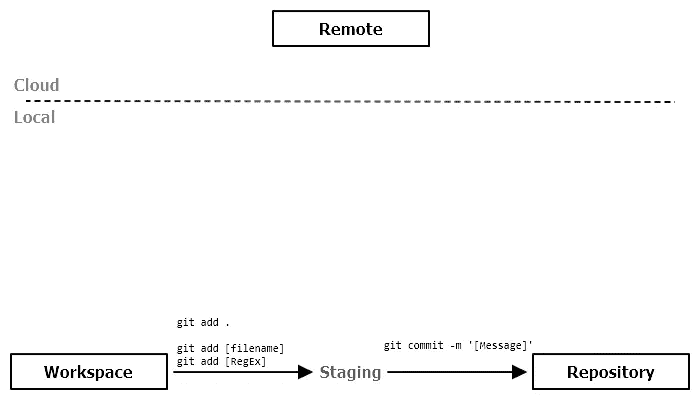 Remote
Cloud
Local
git add .
git add [filename]
git add [RegEx]
git commit -m '[Message]'
Workspace
Staging
Repository